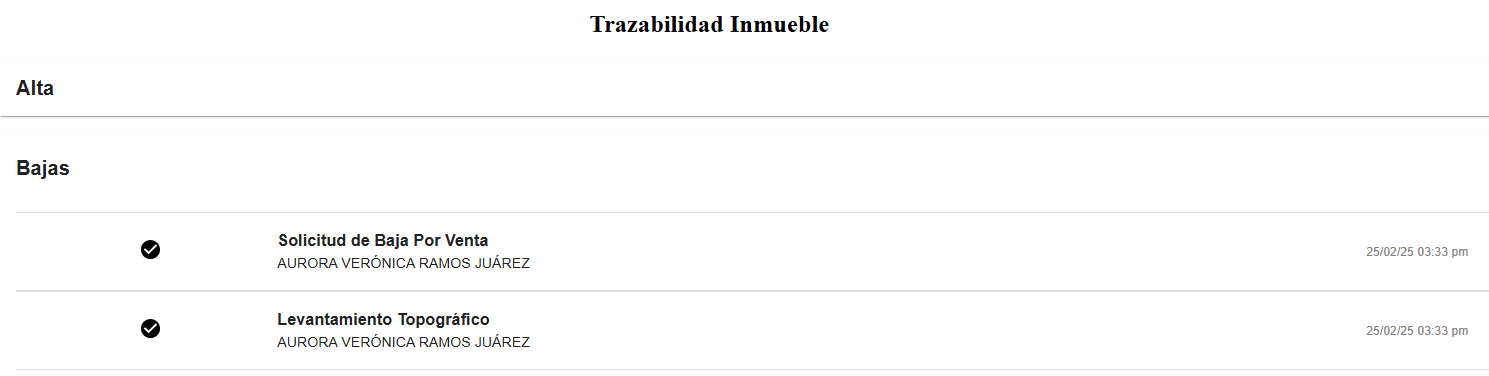 Trazabilidad Inmueble
Alta
Bajas
Solicitud de Baja Por Venta
AURORA VERÓNICA RAMOS JUÁREZ
25/02/25 03:33 pm
Levantamiento Topográfico
AURORA VERÓNICA RAMOS JUÁREZ
25/02/25 03:33 pm